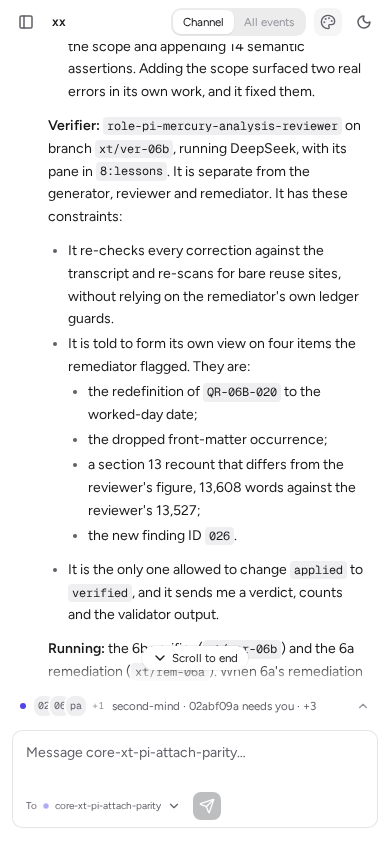 xx
Channel
All events
the scope and appending 14 semantic
assertions. Adding the scope surfaced two real
errors in its own work, and it fixed them.
Verifier: role-pi-mercury-analysis-reviewer on
branch xt/ver-06b, running DeepSeek, with its
pane in 8:lessons. It is separate from the
generator, reviewer and remediator. It has these
constraints:
• It re-checks every correction against the
transcript and re-scans for bare reuse sites,
without relying on the remediator's own ledger
guards.
• It is told to form its own view on four items the
remediator flagged. They are:
• the redefinition of QR-06B-020 to the
worked-day date;
• the dropped front-matter occurrence;
• a section 13 recount that differs from the
reviewer's figure, 13,608 words against the
reviewer's 13,527;
• the new finding ID 026.
• It is the only one allowed to change applied to
verified, and it sends me a verdict, counts
and the validator output.
Running: the 6b -06b) and the 6a
Scroll to end
remediation (xt/rem-06a). When 6a's remediation
02 06 pa +1 second-mind · 02abf09a needs you · +3
Message core-xt-pi-attach-parity...
To core-xt-pi-attach-parity